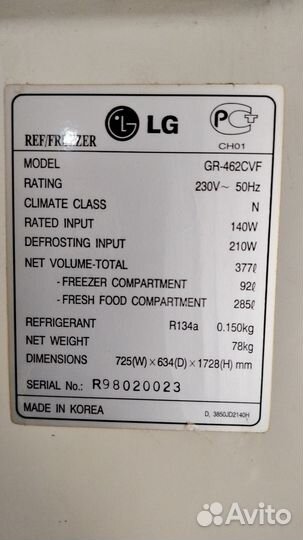 LG
PC+
REF/FREEZER
CH01
MODEL GR-462CVF
RATING 230V~ 50Hz
CLIMATE CLASS N
RATED INPUT 140W
DEFROSTING INPUT 210W
NET VOLUME-TOTAL 377ℓ
- FREEZER COMPARTMENT 92ℓ
- FRESH FOOD COMPARTMENT 285ℓ
REFRIGERANT R134a 0.150kg
NET WEIGHT 78kg
DIMENSIONS 725(W)×634(D)×1728(H) mm
SERIAL No.: R98020023
MADE IN KOREA D, 3850JD2140H
Avito